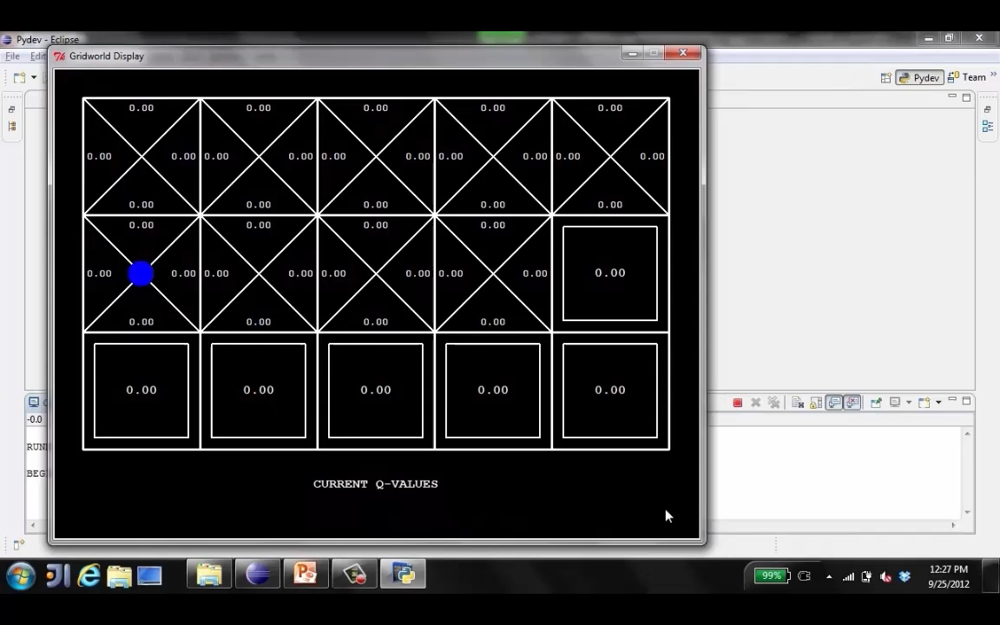 Pydev - Eclipse
Gridworld Display
File Edit
Pydev Team »
0.00 0.00 0.00 0.00 0.00
0.00 0.00 0.00 0.00 0.00 0.00 0.00 0.00 0.00 0.00
0.00 0.00 0.00 0.00 0.00
0.00 0.00 0.00 0.00
0.00 0.00 0.00 0.00 0.00 0.00 0.00 0.00 0.00
0.00 0.00 0.00 0.00
0.00 0.00 0.00 0.00 0.00
-0.0
RUN
BEG
CURRENT Q-VALUES
99%
12:27 PM
9/25/2012